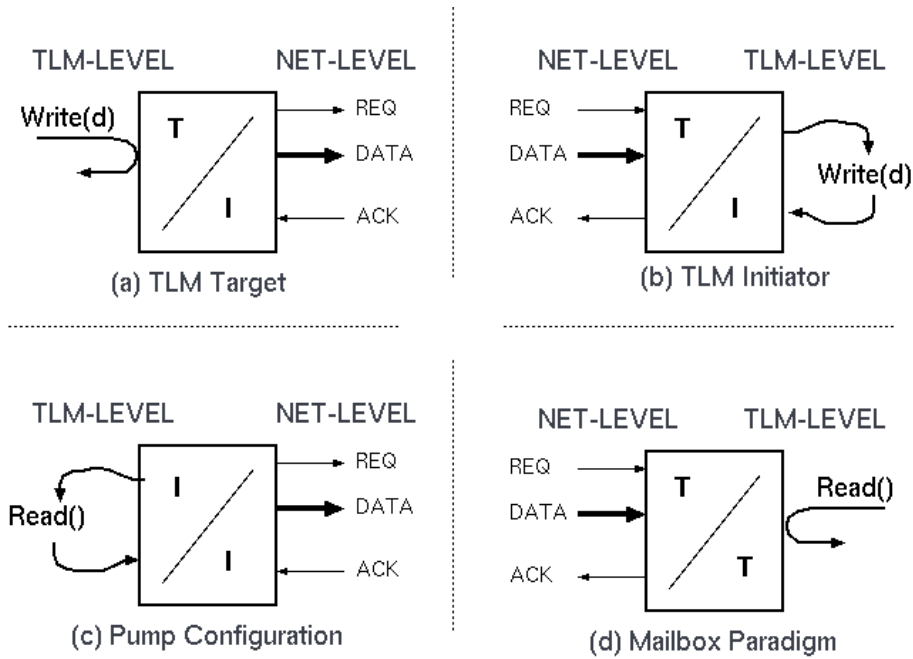 TLM-LEVEL NET-LEVEL
Write(d)
T
I
REQ
DATA
ACK
(a) TLM Target
NET-LEVEL TLM-LEVEL
REQ
DATA
ACK
T
I
Write(d)
(b) TLM Initiator
TLM-LEVEL NET-LEVEL
Read()
I
I
REQ
DATA
ACK
(c) Pump Configuration
NET-LEVEL TLM-LEVEL
REQ
DATA
ACK
T
T
Read()
(d) Mailbox Paradigm